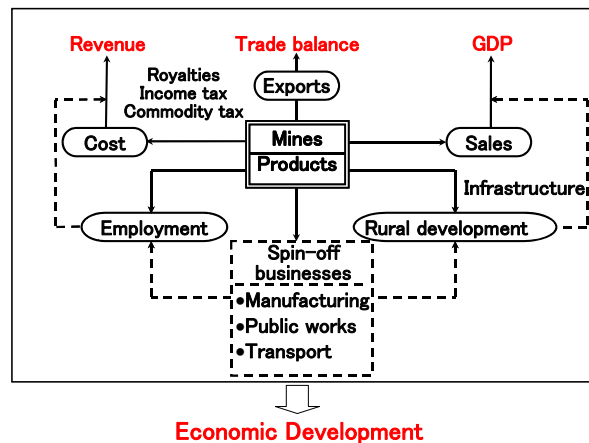 Revenue
Trade balance
GDP
Royalties
Income tax
Commodity tax
Exports
Cost
Mines
Products
Sales
Infrastructure
Employment
Rural development
Spin-off
businesses
•Manufacturing
•Public works
•Transport
Economic Development